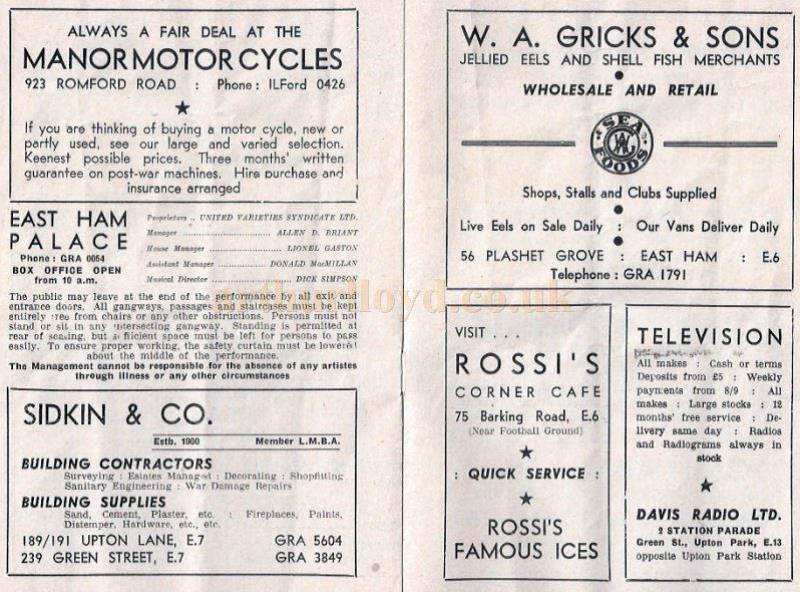 ALWAYS A FAIR DEAL AT THE
MANOR MOTOR CYCLES
923 ROMFORD ROAD : Phone : ILFord 0426
If you are thinking of buying a motor cycle, new or
partly used, see our large and varied selection.
Keenest possible prices. Three months' written
guarantee on post-war machines. Hire purchase and
insurance arranged
EAST HAM
PALACE
Phone : GRA 0054
BOX OFFICE OPEN
from 10 a.m.
Proprietors .. UNITED VARIETIES SYNDICATE LTD.
Manager ALLEN D. BRIANT
House Manager LIONEL GASTON
Assistant Manager DONALD MacMILLAN
Musical Director DICK SIMPSON
The public may leave at the end of the performance by all exit and
entrance doors. All gangways, passages and staircases must be kept
entirely free from chairs or any other obstructions. Persons must not
stand or sit in any intersecting gangway. Standing is permitted at
rear of seating, but sufficient space must be left for persons to pass
easily. To ensure proper working, the safety curtain must be lowered
about the middle of the performance.
The Management cannot be responsible for the absence of any artistes
through illness or any other circumstances
SIDKIN & CO.
Estb. 1900 Member L.M.B.A.
BUILDING CONTRACTORS
Surveying : Estates Managed : Decorating : Shopfitting
Sanitary Engineering : War Damage Repairs
BUILDING SUPPLIES
Sand, Cement, Plaster, etc. : Fireplaces, Paints,
Distemper, Hardware, etc., etc.
189/191 UPTON LANE, E.7 GRA 5604
239 GREEN STREET, E.7 GRA 3849
W. A. GRICKS & SONS
JELLIED EELS AND SHELL FISH MERCHANTS
WHOLESALE AND RETAIL
SEA
WAG
FOODS
Shops, Stalls and Clubs Supplied
Live Eels on Sale Daily : Our Vans Deliver Daily
56 PLASHET GROVE : EAST HAM : E.6
Telephone : GRA 1791
VISIT . . .
ROSSI'S
CORNER CAFE
75 Barking Road, E.6
(Near Football Ground)
: QUICK SERVICE :
ROSSI'S
FAMOUS ICES
TELEVISION
All makes : Cash or terms
Deposits from £5 : Weekly
payments from 8/9 : All
makes : Large stocks : 12
months' free service : De-
livery same day : Radios
and Radiograms always in
stock
DAVIS RADIO LTD.
2 STATION PARADE
Green St., Upton Park, E.13
opposite Upton Park Station
arthurlloyd.co.uk